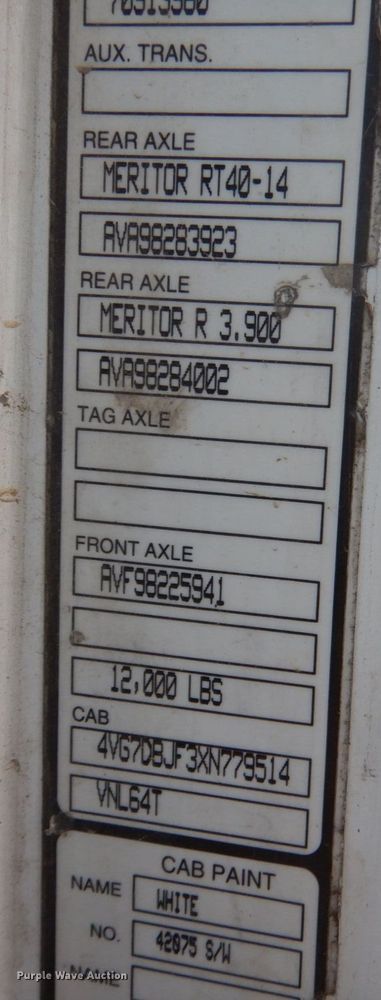 AUX. TRANS.
REAR AXLE
MERITOR RT40-14
AVA98283923
REAR AXLE
MERITOR R 3.900
AVA98284002
TAG AXLE
FRONT AXLE
AVF98225941
12,000 LBS
CAB
4VG7DBJF3XN779514
VNL64T
CAB PAINT
NAME WHITE
NO. 42075 S/W
NAME
Purple Wave Auction